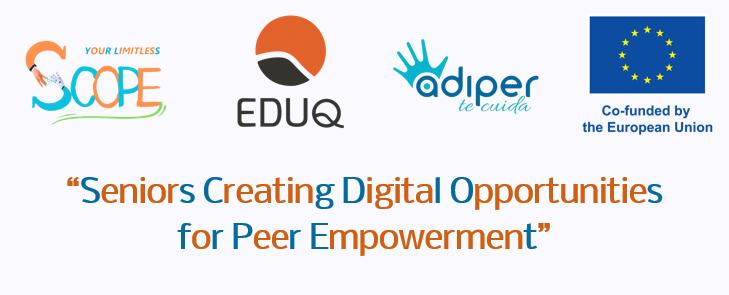 YOUR LIMITLESS
SCOPE
EDUQ
adiper
te cuida
Co-funded by
the European Union
“Seniors Creating Digital Opportunities
for Peer Empowerment”